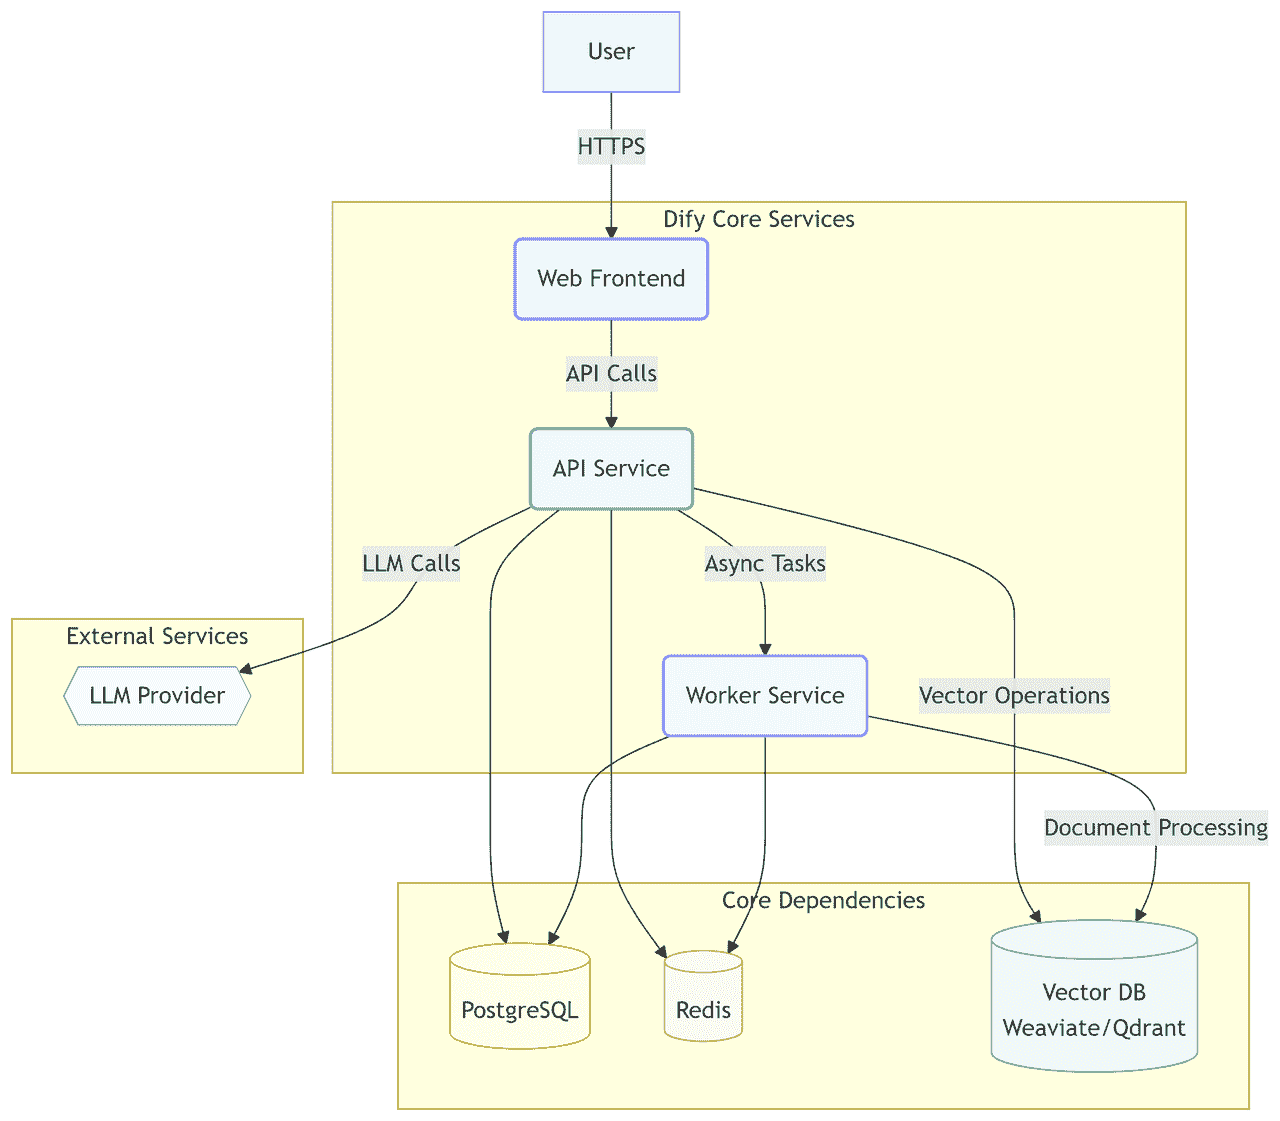 User
HTTPS
Dify Core Services
Web Frontend
API Calls
API Service
LLM Calls
Async Tasks
External Services
LLM Provider
Worker Service
Vector Operations
Document Processing
Core Dependencies
PostgreSQL
Redis
Vector DB
Weaviate/Qdrant